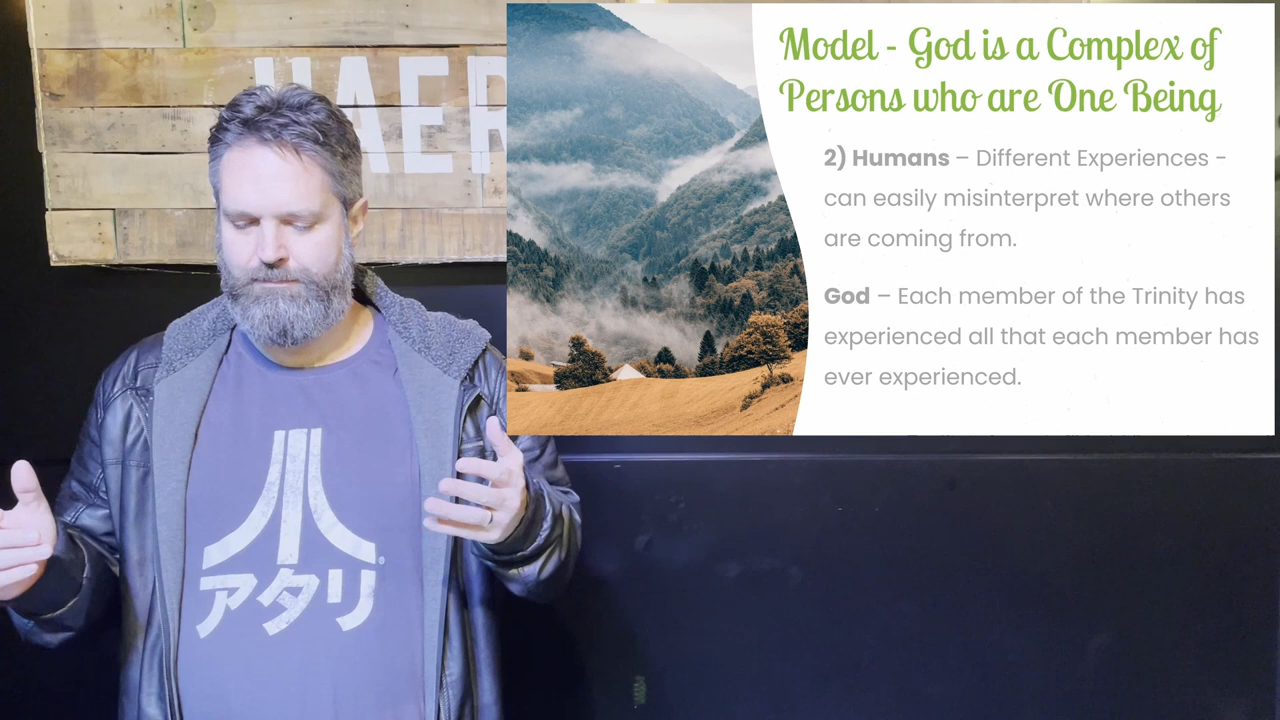 HAER
Model - God is a Complex of
Persons who are One Being
2) Humans – Different Experiences -
can easily misinterpret where others
are coming from.
God – Each member of the Trinity has
experienced all that each member has
ever experienced.
アタリ